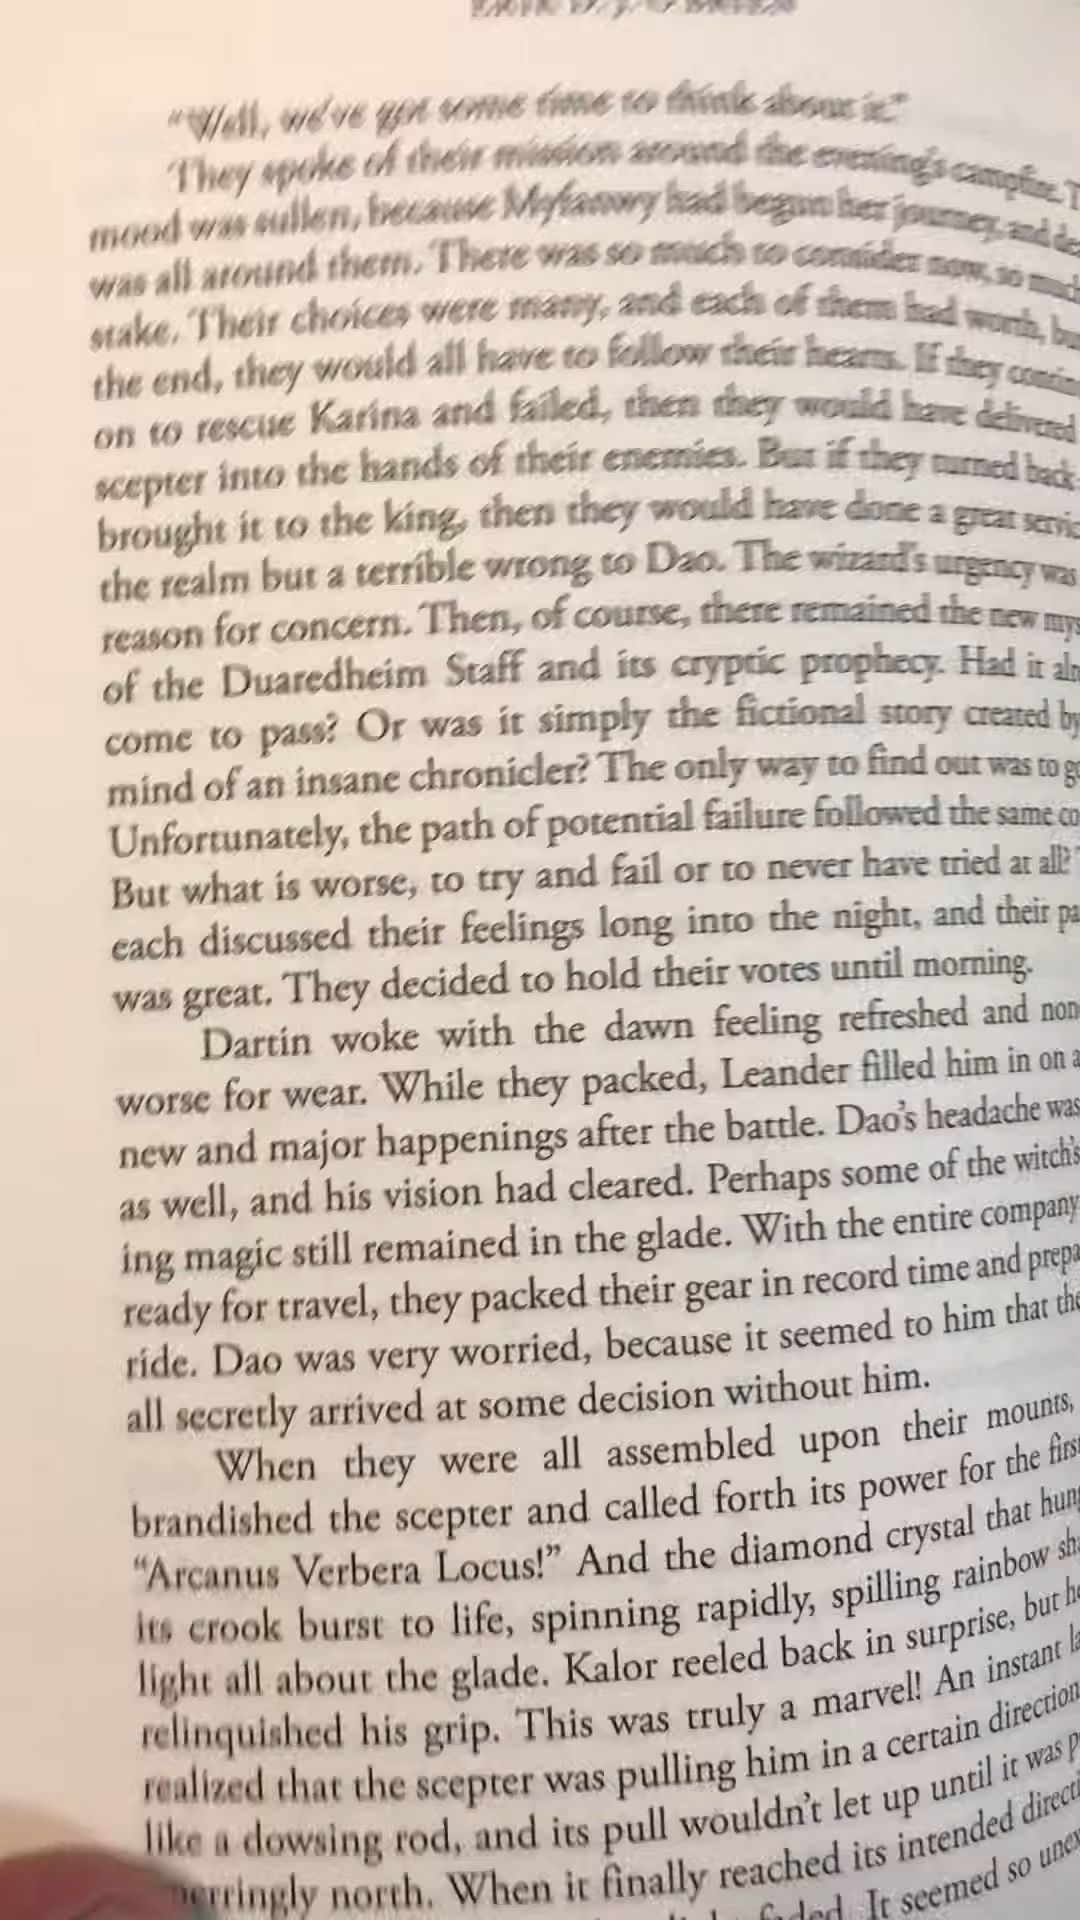 "Well, we've got some time to think about it."
They spoke of their mission around the evening's campfire. T
mood was sullen, because Myfanwy had begun her journey, and de
was all around them. There was so much to consider now, so much
stake. Their choices were many, and each of them had worth, bu
the end, they would all have to follow their hearts. If they contin
on to rescue Karina and failed, then they would have delivered
scepter into the hands of their enemies. But if they turned back
brought it to the king, then they would have done a great servic
the realm but a terrible wrong to Dao. The wizard's urgency was
reason for concern. Then, of course, there remained the new mys
of the Duaredheim Staff and its cryptic prophecy. Had it alr
come to pass? Or was it simply the fictional story created by
mind of an insane chronicler? The only way to find out was to go
Unfortunately, the path of potential failure followed the same co
But what is worse, to try and fail or to never have tried at all? T
each discussed their feelings long into the night, and their pa
was great. They decided to hold their votes until morning.
Dartin woke with the dawn feeling refreshed and non
worse for wear. While they packed, Leander filled him in on a
new and major happenings after the battle. Dao's headache was
as well, and his vision had cleared. Perhaps some of the witch's
ing magic still remained in the glade. With the entire company
ready for travel, they packed their gear in record time and prepa
ride. Dao was very worried, because it seemed to him that the
all secretly arrived at some decision without him.
When they were all assembled upon their mounts,
brandished the scepter and called forth its power for the first
"Arcanus Verbera Locus!" And the diamond crystal that hung
its crook burst to life, spinning rapidly, spilling rainbow sha
light all about the glade. Kalor reeled back in surprise, but he
relinquished his grip. This was truly a marvel! An instant la
realized that the scepter was pulling him in a certain direction
like a dowsing rod, and its pull wouldn't let up until it was p
erringly north. When it finally reached its intended directi
faded. It seemed so unex